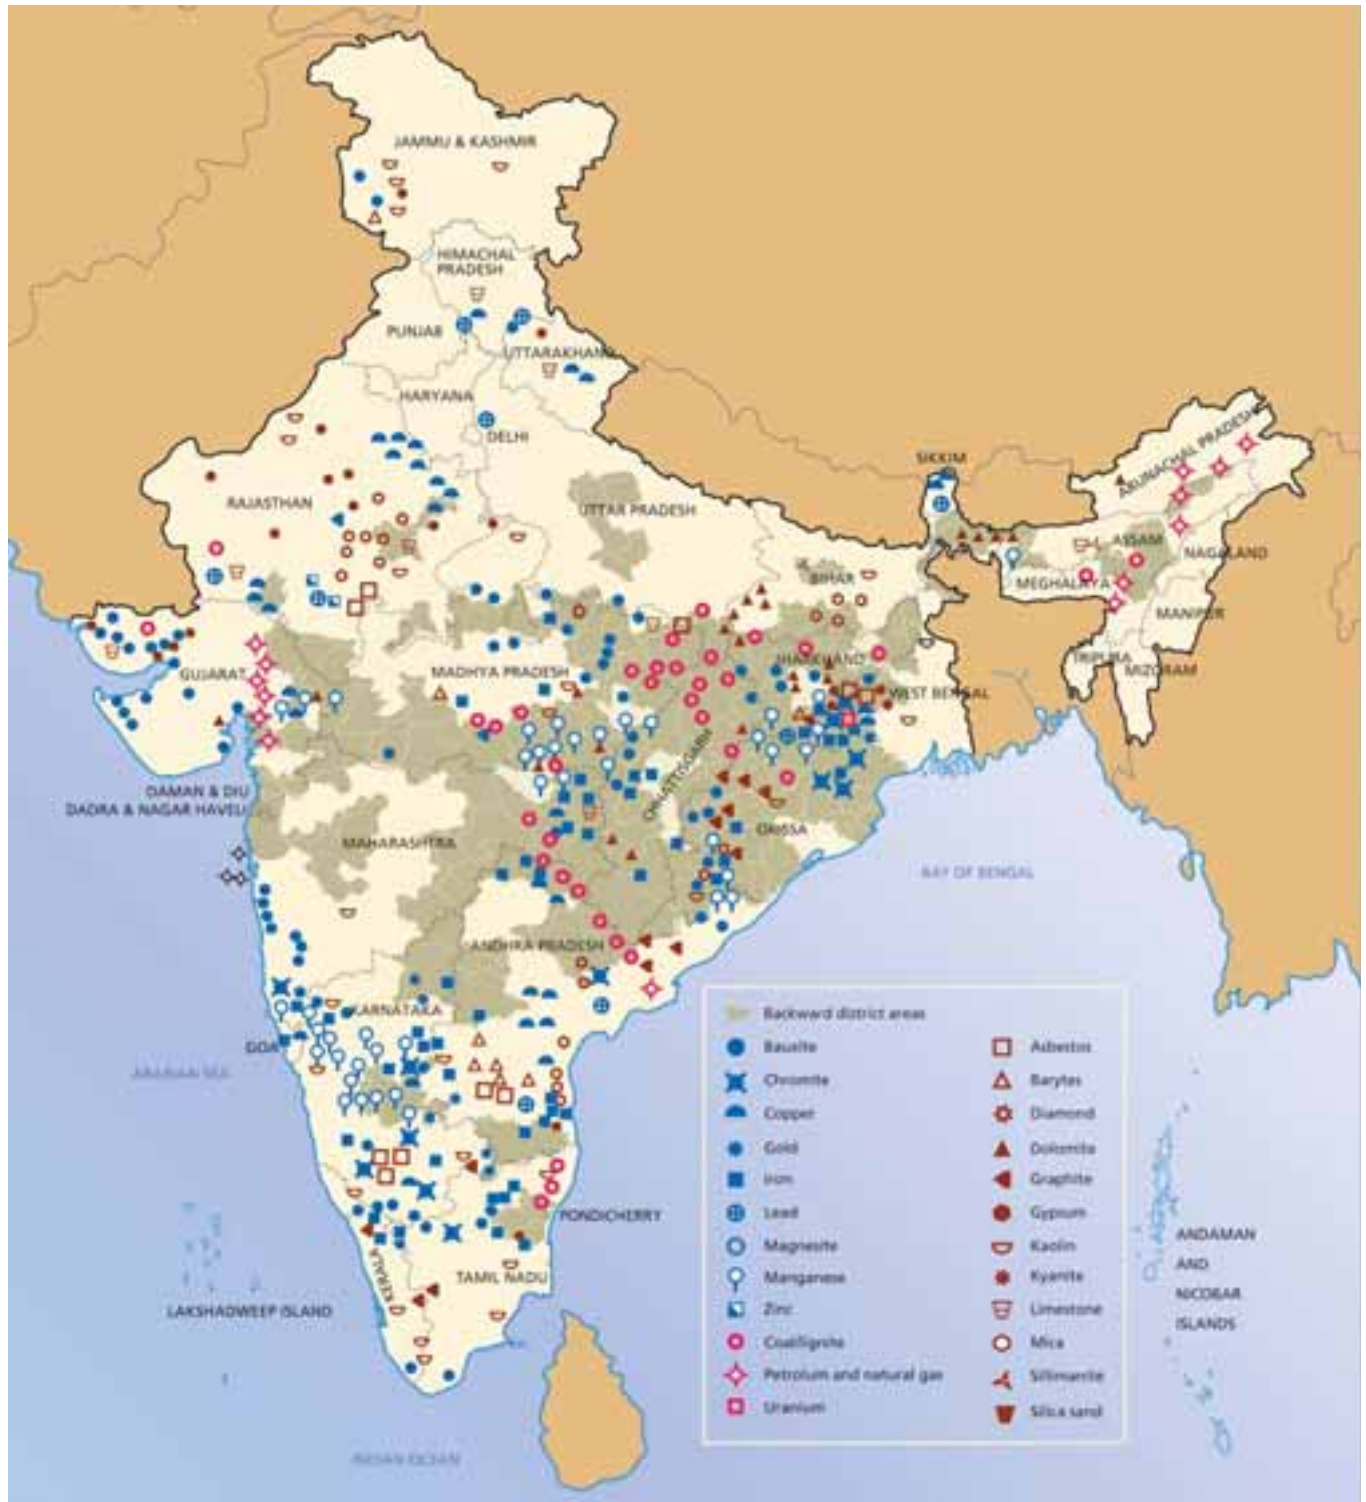 JAMMU & KASHMIR
HIMACHAL
PRADESH
PUNJAB
UTTARAKHAND
HARYANA
DELHI
SIKKIM
ARUNACHAL PRADESH
RAJASTHAN
UTTAR PRADESH
ASSAM
NAGALAND
BIHAR
MEGHALAYA
MANIPUR
TRIPURA
MIZORAM
GUJARAT
MADHYA PRADESH
JHARKHAND
WEST BENGAL
CHHATTISGARH
DAMAN & DIU
DADRA & NAGAR HAVELI
MAHARASHTRA
ORISSA
BAY OF BENGAL
ANDHRA PRADESH
KARNATAKA
GOA
ARABIAN SEA
PONDICHERRY
TAMIL NADU
KERALA
LAKSHADWEEP ISLAND
INDIAN OCEAN
ANDAMAN
AND
NICOBAR
ISLANDS
Backward district areas
Bauxite
Chromite
Copper
Gold
Iron
Lead
Magnesite
Manganese
Zinc
Coal/lignite
Petrolum and natural gas
Uranium
Asbestos
Barytes
Diamond
Dolomite
Graphite
Gypsum
Kaolin
Kyanite
Limestone
Mica
Sillimanite
Silica sand